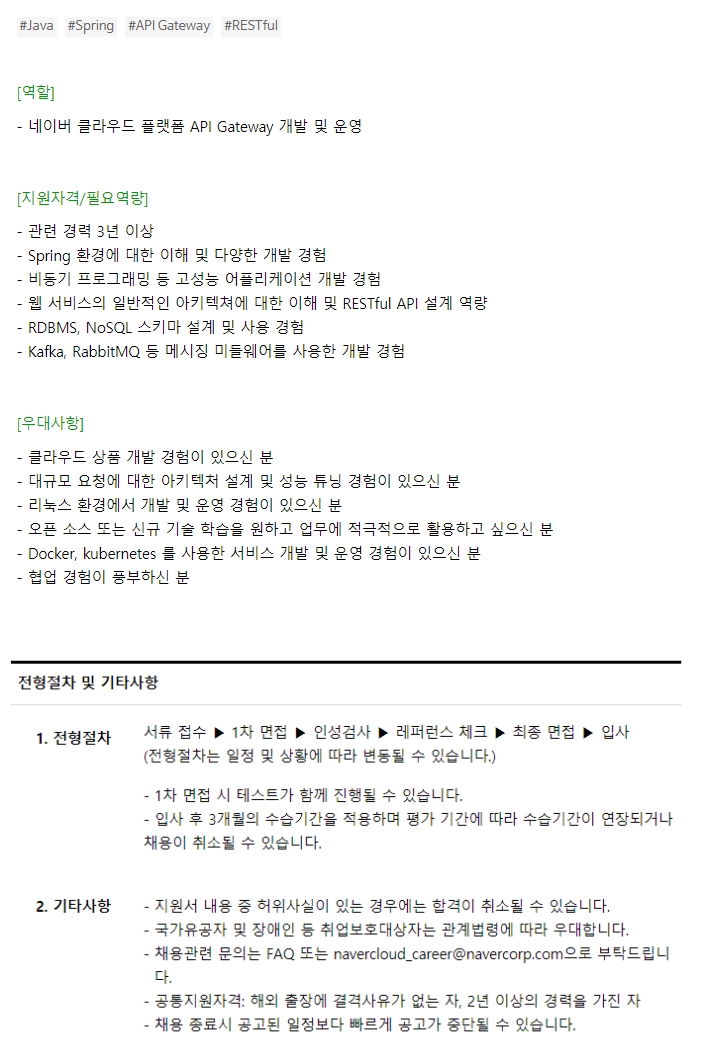 #Java #Spring #API Gateway #RESTful
[역할]
- 네이버 클라우드 플랫폼 API Gateway 개발 및 운영
[지원자격/필요역량]
- 관련 경력 3년 이상
- Spring 환경에 대한 이해 및 다양한 개발 경험
- 비동기 프로그래밍 등 고성능 어플리케이션 개발 경험
- 웹 서비스의 일반적인 아키텍쳐에 대한 이해 및 RESTful API 설계 역량
- RDBMS, NoSQL 스키마 설계 및 사용 경험
- Kafka, RabbitMQ 등 메시징 미들웨어를 사용한 개발 경험
[우대사항]
- 클라우드 상품 개발 경험이 있으신 분
- 대규모 요청에 대한 아키텍처 설계 및 성능 튜닝 경험이 있으신 분
- 리눅스 환경에서 개발 및 운영 경험이 있으신 분
- 오픈 소스 또는 신규 기술 학습을 원하고 업무에 적극적으로 활용하고 싶으신 분
- Docker, kubernetes 를 사용한 서비스 개발 및 운영 경험이 있으신 분
- 협업 경험이 풍부하신 분
전형절차 및 기타사항
1. 전형절차
서류 접수 ▶ 1차 면접 ▶ 인성검사 ▶ 레퍼런스 체크 ▶ 최종 면접 ▶ 입사
(전형절차는 일정 및 상황에 따라 변동될 수 있습니다.)
- 1차 면접 시 테스트가 함께 진행될 수 있습니다.
- 입사 후 3개월의 수습기간을 적용하며 평가 기간에 따라 수습기간이 연장되거나
채용이 취소될 수 있습니다.
2. 기타사항
- 지원서 내용 중 허위사실이 있는 경우에는 합격이 취소될 수 있습니다.
- 국가유공자 및 장애인 등 취업보호대상자는 관계법령에 따라 우대합니다.
- 채용관련 문의는 FAQ 또는 navercloud_career@navercorp.com으로 부탁드립니
다.
- 공통지원자격: 해외 출장에 결격사유가 없는 자, 2년 이상의 경력을 가진 자
- 채용 종료시 공고된 일정보다 빠르게 공고가 중단될 수 있습니다.